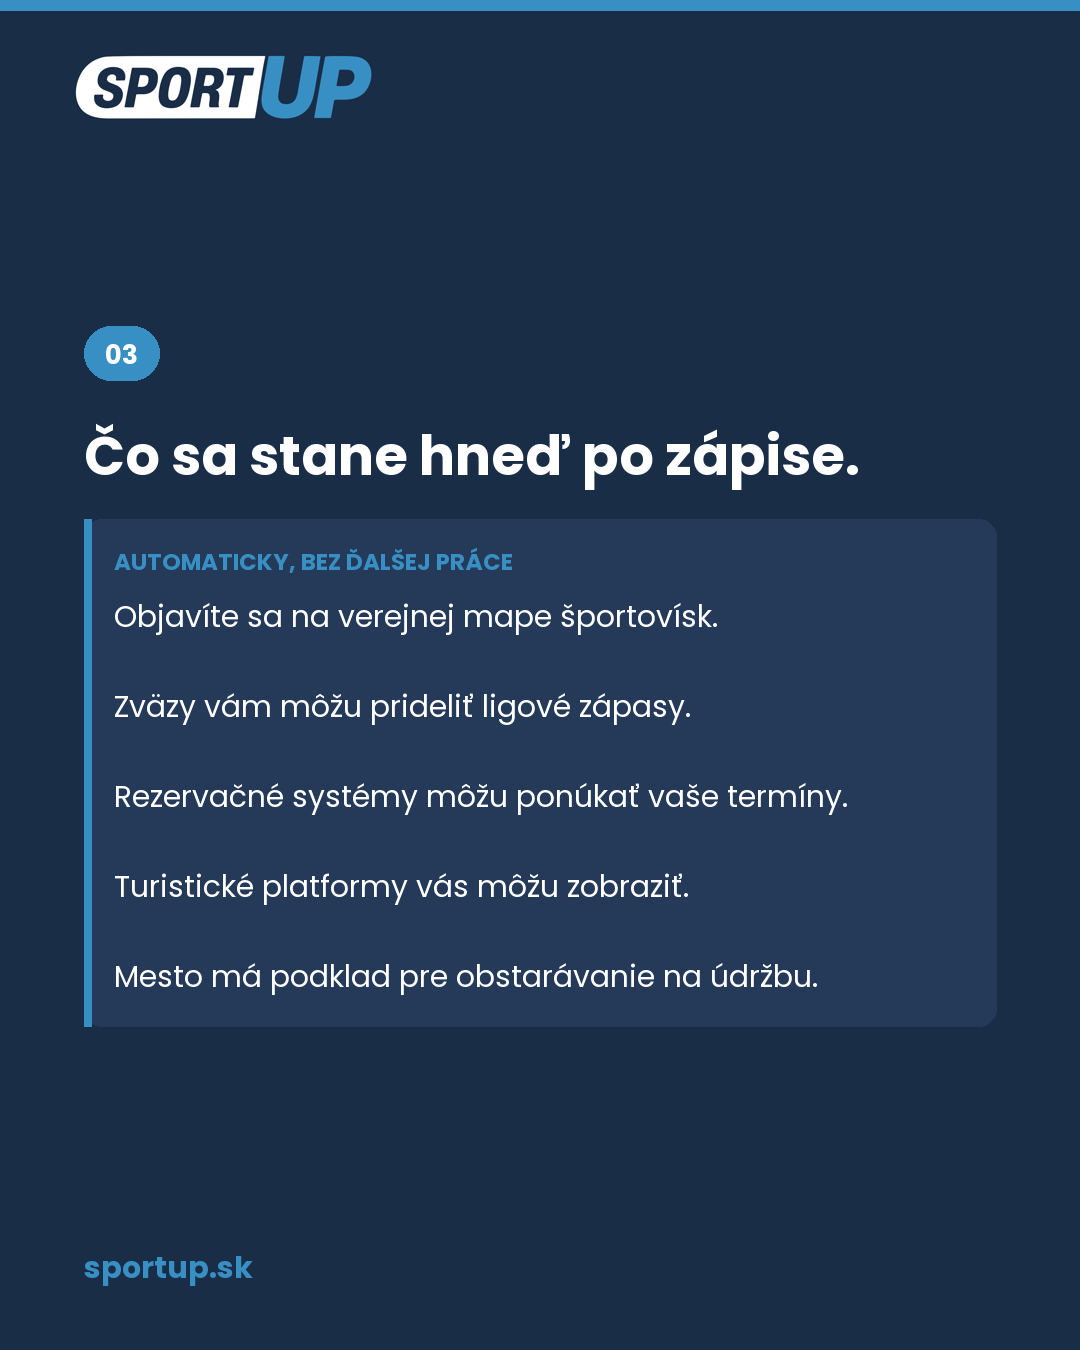 SPORTUP
03
Čo sa stane hneď po zápise.
AUTOMATICKY, BEZ ĎALŠEJ PRÁCE
Objavíte sa na verejnej mape športovísk.
Zväzy vám môžu prideliť ligové zápasy.
Rezervačné systémy môžu ponúkať vaše termíny.
Turistické platformy vás môžu zobraziť.
Mesto má podklad pre obstarávanie na údržbu.
sportup.sk